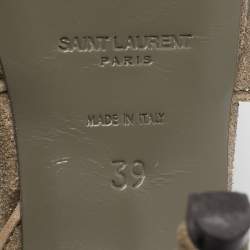 SAINT LAURENT
PARIS
MADE IN ITALY
39